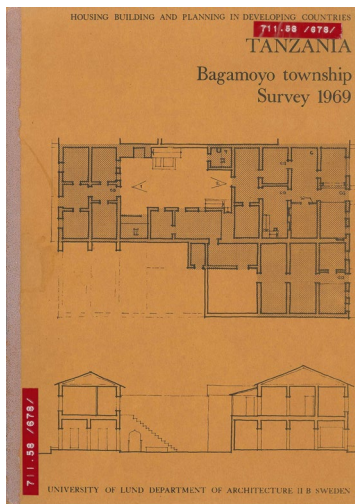 HOUSING BUILDING AND PLANNING IN DEVELOPING COUNTRIES
711.58 /678/
TANZANIA
Bagamoyo township
Survey 1969
711.58 /678/
UNIVERSITY OF LUND DEPARTMENT OF ARCHITECTURE II B SWEDEN